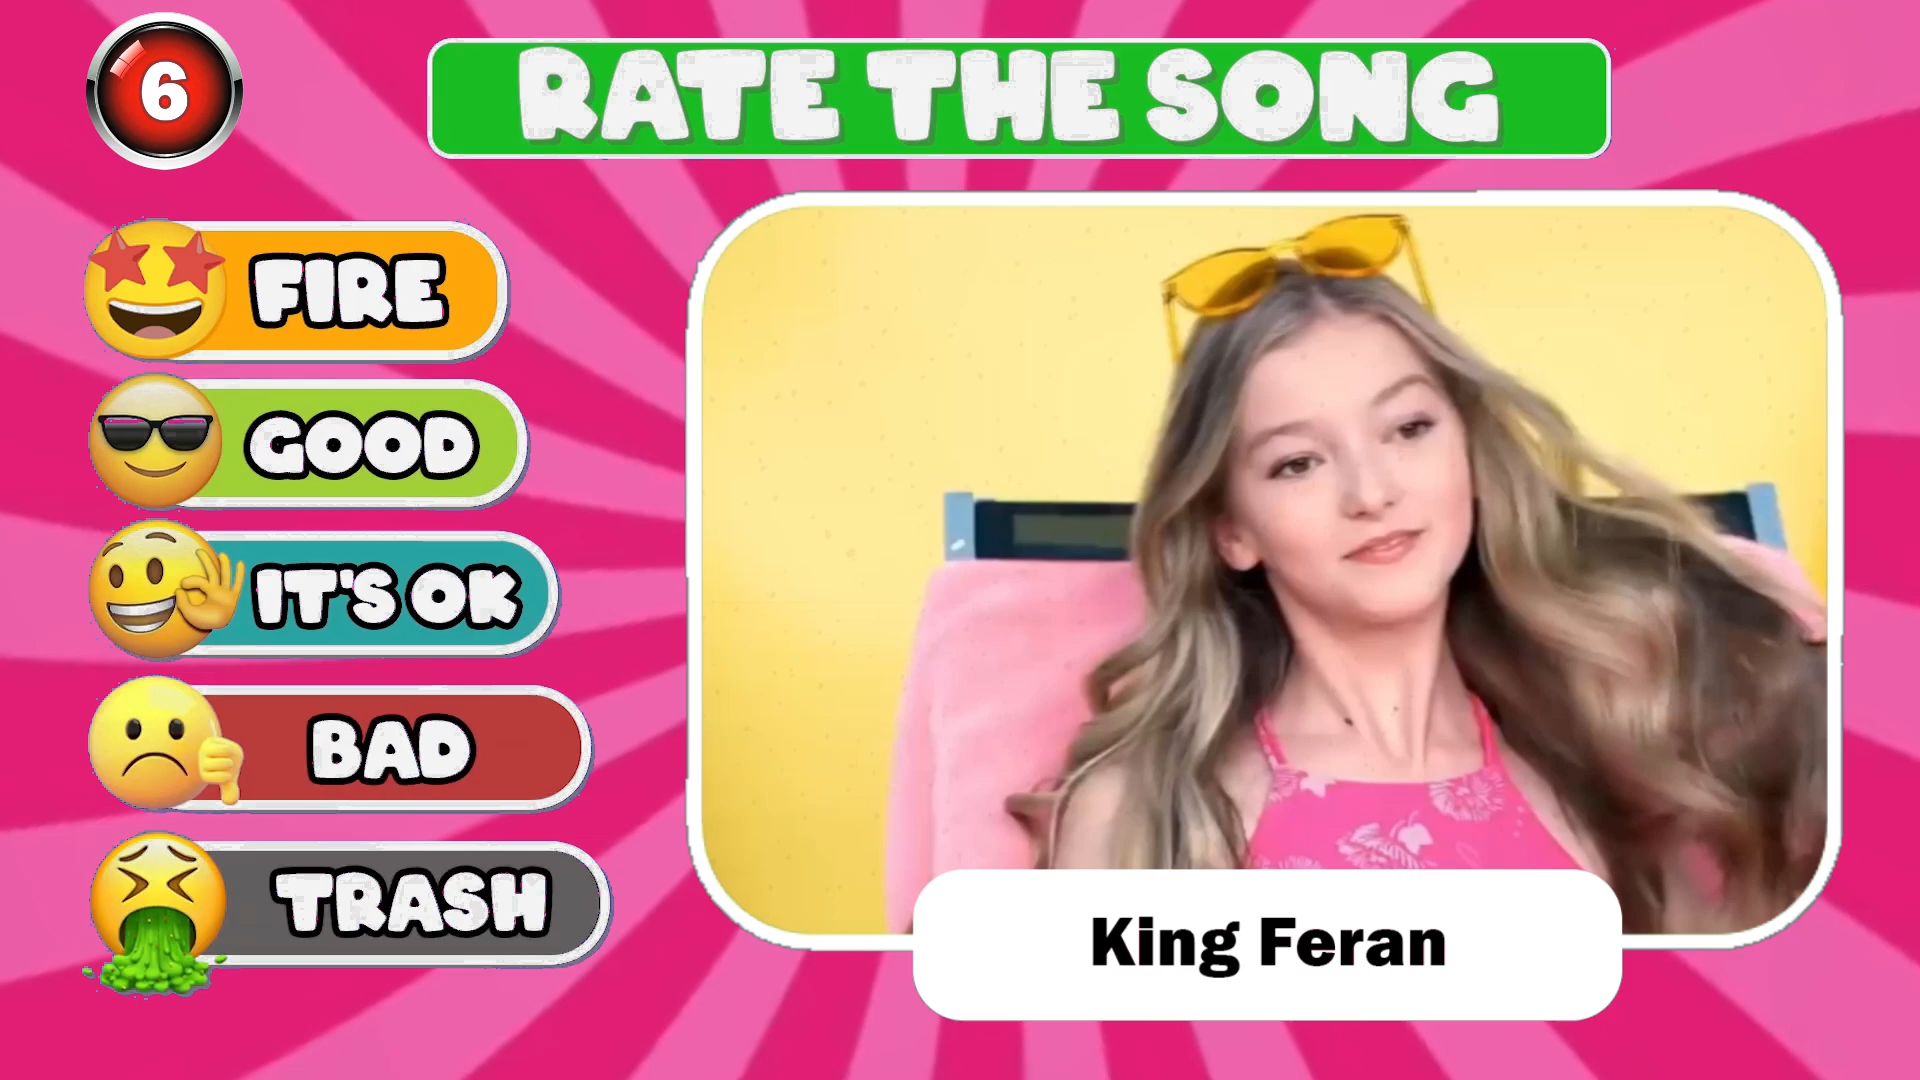 6
RATE THE SONG
FIRE
GOOD
IT'S OK
BAD
TRASH
King Feran